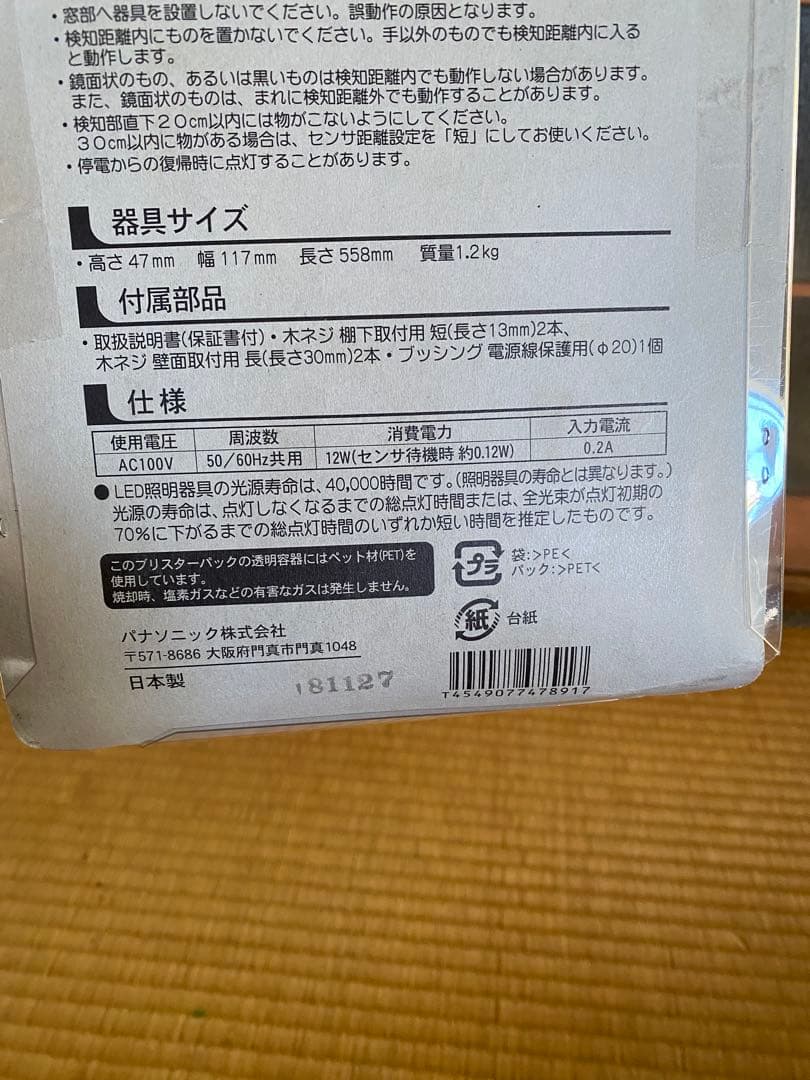 ・窓部へ器具を設置しないでください。誤動作の原因となります。
・検知距離内にものを置かないでください。手以外のものでも検知距離内に入る
と動作します。
・鏡面状のもの、あるいは黒いものは検知距離内でも動作しない場合があります。
また、鏡面状のものは、まれに検知距離外でも動作することがあります。
・検知部直下20cm以内には物がこないようにしてください。
30cm以内に物がある場合は、センサ距離設定を「短」にしてお使いください。
・停電からの復帰時に点灯することがあります。
器具サイズ
・高さ47mm 幅117mm 長さ558mm 質量1.2kg
付属部品
・取扱説明書(保証書付)・木ネジ 棚下取付用 短(長さ13mm)2本、
木ネジ 壁面取付用 長(長さ30mm)2本・ブッシング 電源線保護用(φ20)1個
仕様
使用電圧 周波数 消費電力 入力電流
AC100V 50/60Hz共用 12W(センサ待機時 約0.12W) 0.2A
●LED照明器具の光源寿命は、40,000時間です。(照明器具の寿命とは異なります。)
光源の寿命は、点灯しなくなるまでの総点灯時間または、全光束が点灯初期の
70%に下がるまでの総点灯時間のいずれか短い時間を推定したものです。
このブリスターパックの透明容器にはペット材(PET)を
使用しています。
焼却時、塩素ガスなどの有害なガスは発生しません。
プラ
袋:>PE<
パック:>PET<
紙 台紙
パナソニック株式会社
〒571-8686 大阪府門真市門真1048
日本製
181127
T4549077478917